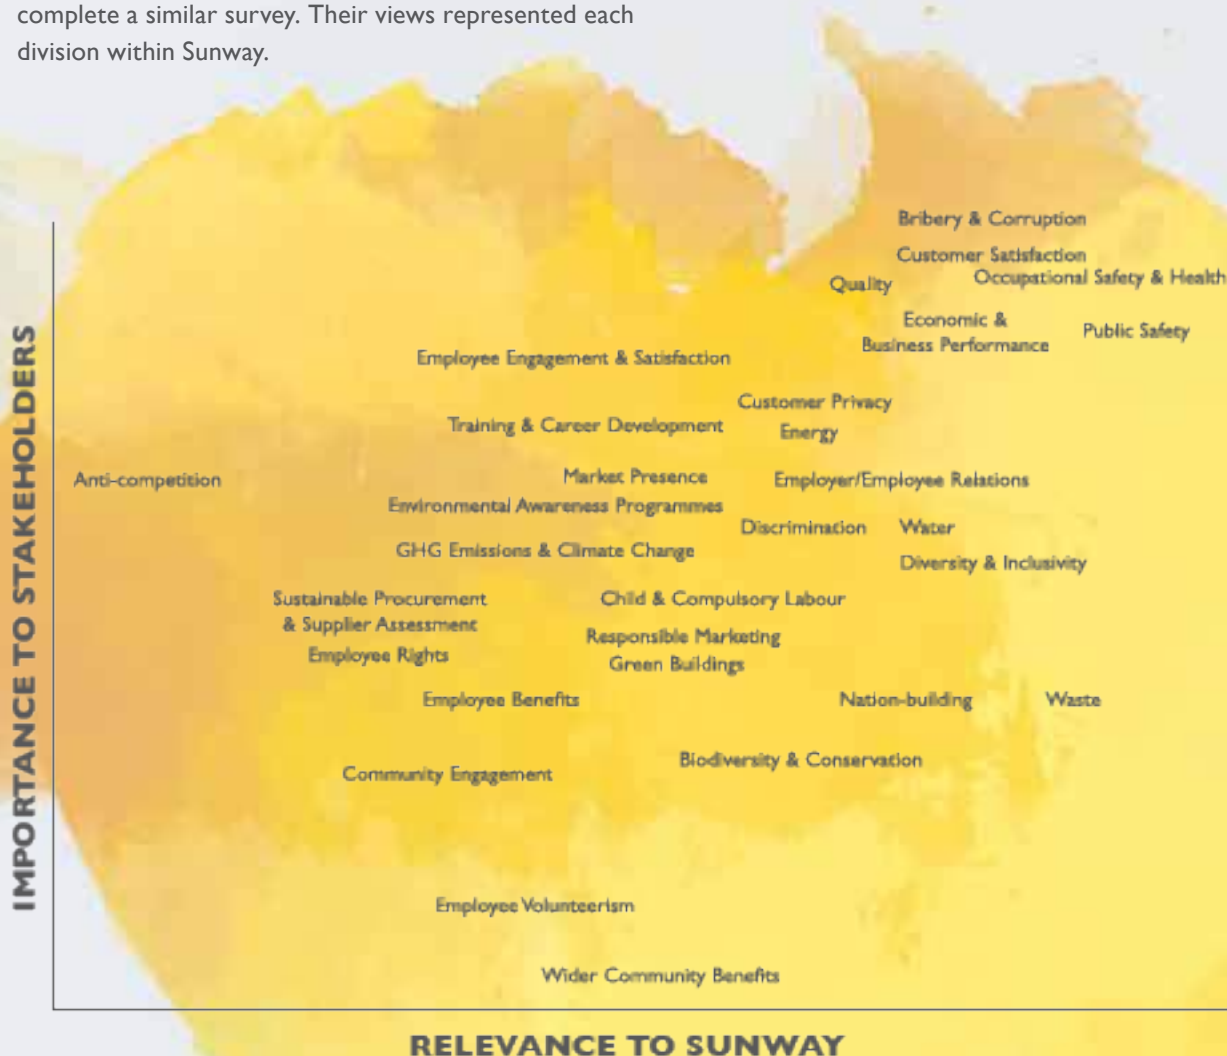 complete a similar survey. Their views represented each
division within Sunway.
IMPORTANCE TO STAKEHOLDERS
Bribery & Corruption
Customer Satisfaction
Occupational Safety & Health
Quality
Economic &
Business Performance
Public Safety
Employee Engagement & Satisfaction
Customer Privacy
Training & Career Development
Energy
Anti-competition
Market Presence
Employer/Employee Relations
Environmental Awareness Programmes
Discrimination
Water
GHG Emissions & Climate Change
Diversity & Inclusivity
Sustainable Procurement
& Supplier Assessment
Child & Compulsory Labour
Responsible Marketing
Employee Rights
Green Buildings
Employee Benefits
Nation-building
Waste
Biodiversity & Conservation
Community Engagement
Employee Volunteerism
Wider Community Benefits
RELEVANCE TO SUNWAY